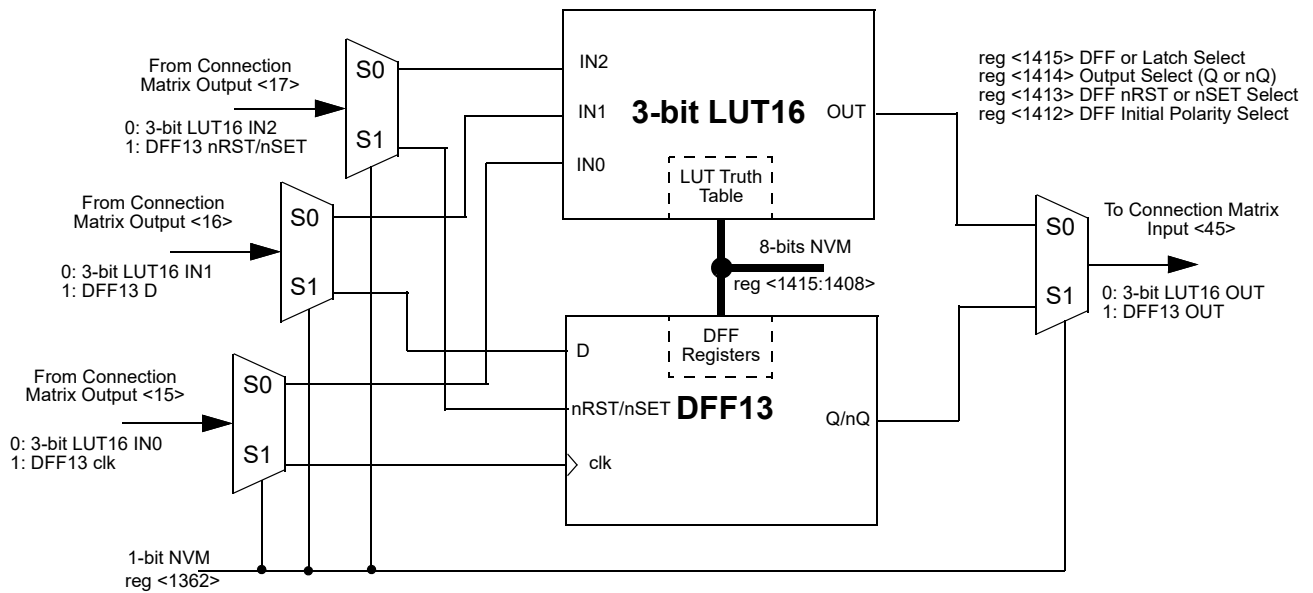 From Connection
Matrix Output <17>
0: 3-bit LUT16 IN2
1: DFF13 nRST/nSET
S0
S1
From Connection
Matrix Output <16>
0: 3-bit LUT16 IN1
1: DFF13 D
S0
S1
From Connection
Matrix Output <15>
0: 3-bit LUT16 IN0
1: DFF13 clk
S0
S1
1-bit NVM
reg <1362>
IN2
IN1
IN0
3-bit LUT16
OUT
LUT Truth
Table
8-bits NVM
reg <1415:1408>
DFF
Registers
D
nRST/nSET
DFF13
clk
Q/nQ
reg <1415> DFF or Latch Select
reg <1414> Output Select (Q or nQ)
reg <1413> DFF nRST or nSET Select
reg <1412> DFF Initial Polarity Select
S0
S1
To Connection Matrix
Input <45>
0: 3-bit LUT16 OUT
1: DFF13 OUT